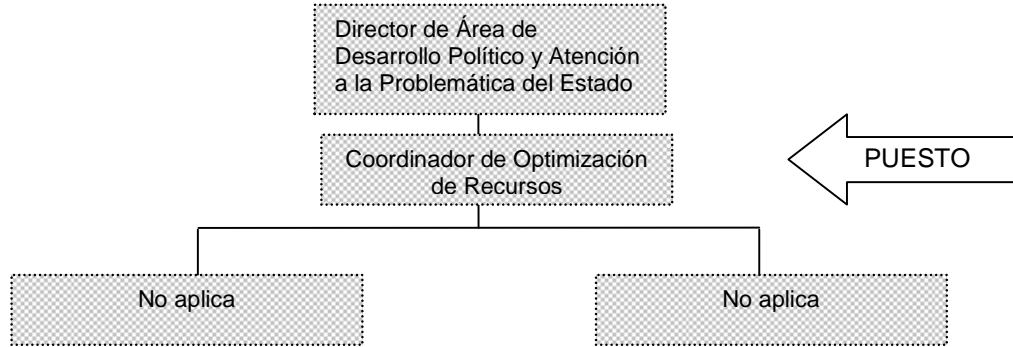 Director de Área de
Desarrollo Político y Atención
a la Problemática del Estado
Coordinador de Optimización
de Recursos
PUESTO
No aplica
No aplica